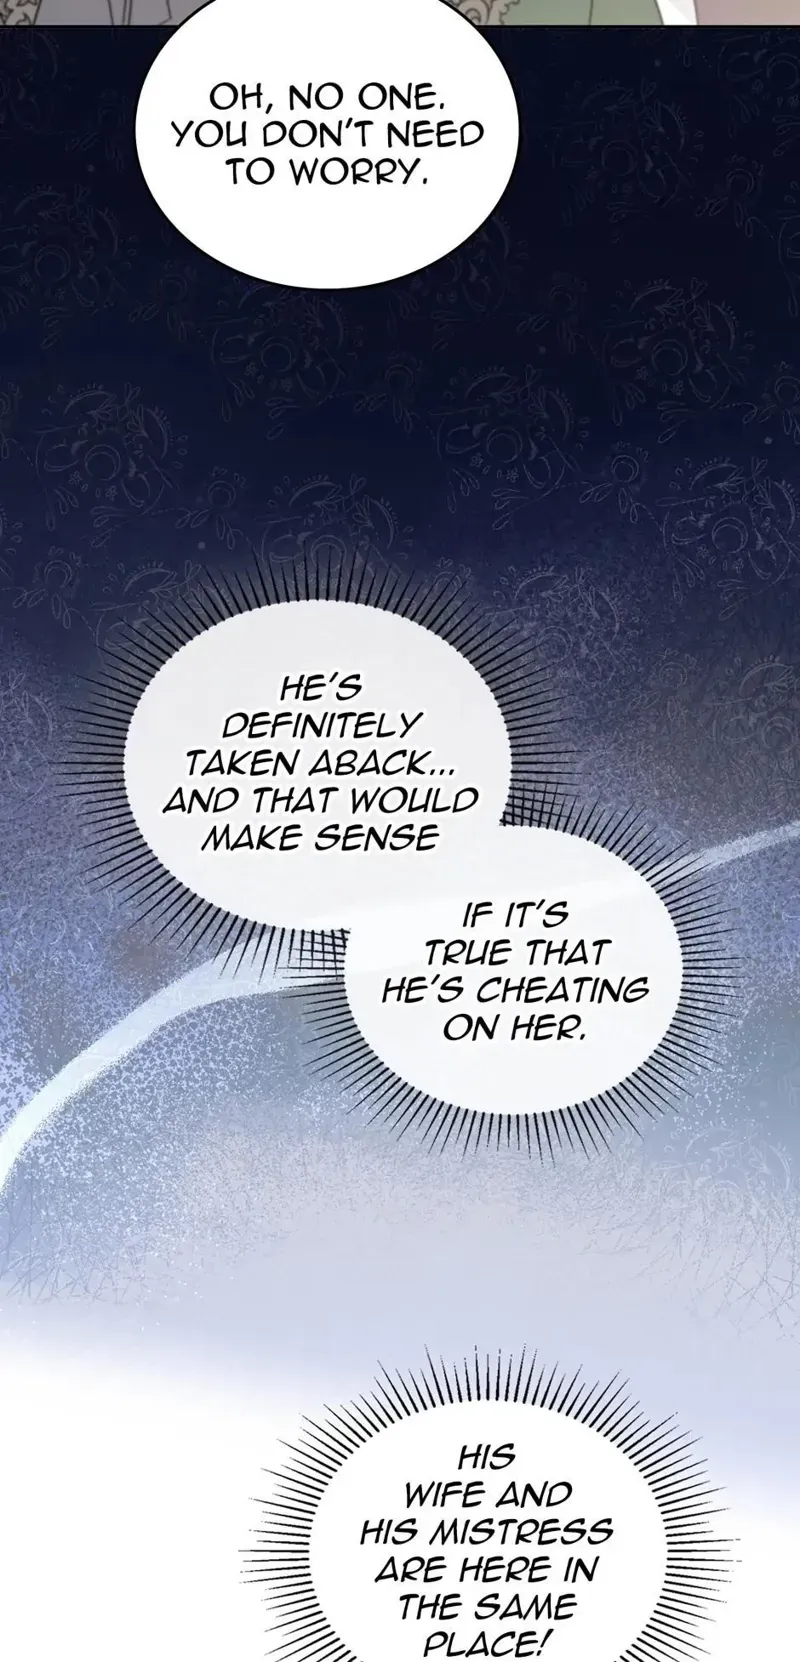 OH, NO ONE.
YOU DON'T NEED
TO WORRY.
HE'S
DEFINITELY
TAKEN ABACK...
AND THAT WOULD
MAKE SENSE
IF IT'S
TRUE THAT
HE'S CHEATING
ON HER.
HIS
WIFE AND
HIS MISTRESS
ARE HERE IN
THE SAME
PLACE!